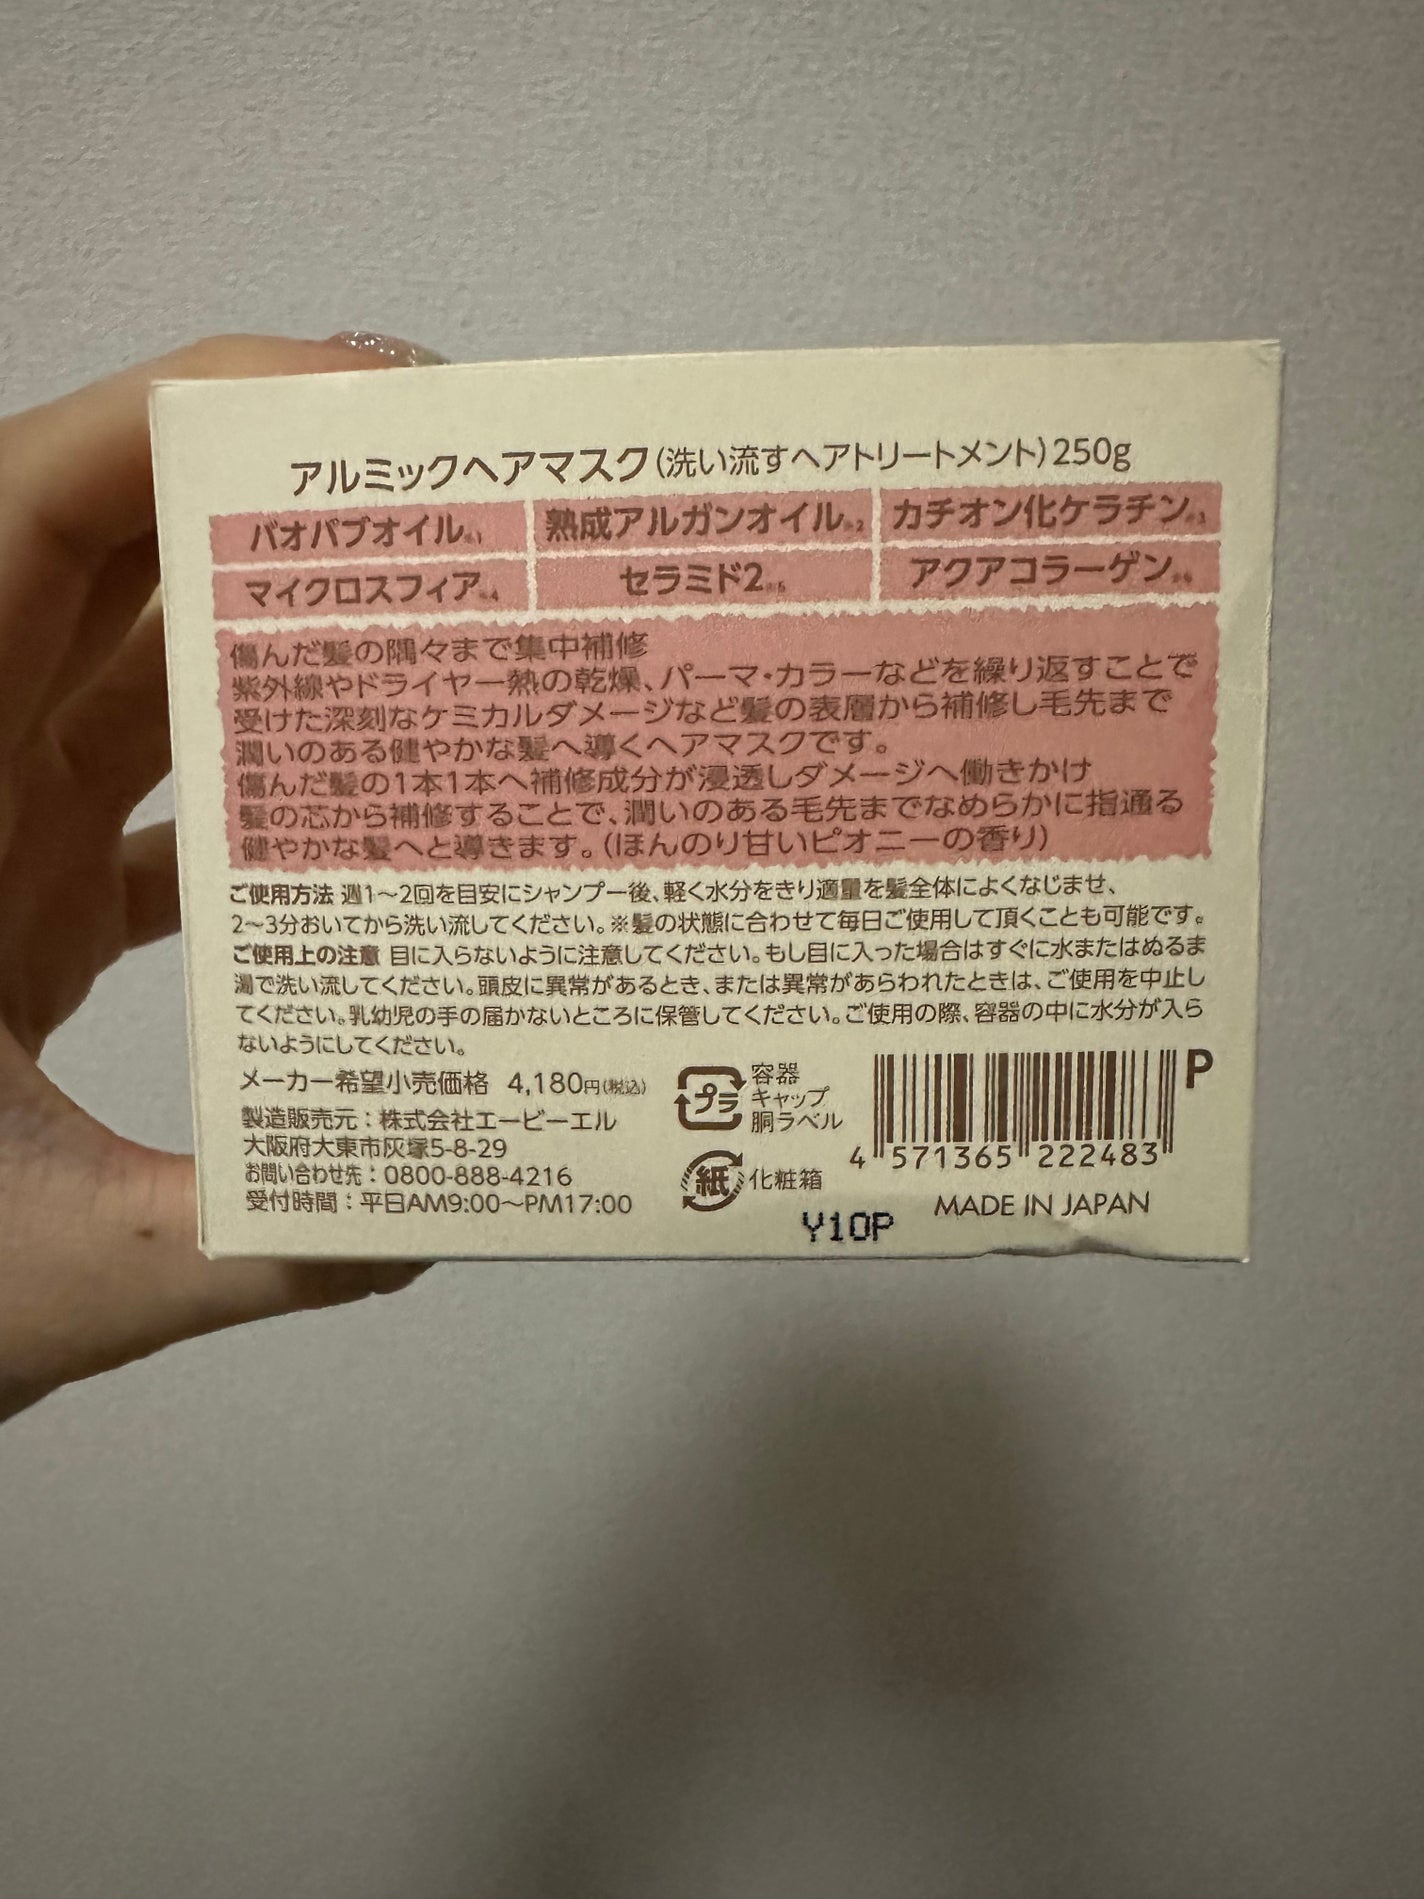 アルミックヘアマスク(洗い流すヘアトリートメント)250g
バオバブオイル※1 熟成アルガンオイル※2 カチオン化ケラチン※3
マイクロスフィア※4 セラミド2※5 アクアコラーゲン※6
傷んだ髪の隅々まで集中補修
紫外線やドライヤー熱の乾燥、パーマ・カラーなどを繰り返すことで
受けた深刻なケミカルダメージなど髪の表層から補修し毛先まで
潤いのある健やかな髪へ導くヘアマスクです。
傷んだ髪の1本1本へ補修成分が浸透しダメージへ働きかけ
髪の芯から補修することで、潤いのある毛先までなめらかに指通る
健やかな髪へと導きます。(ほんのり甘いピオニーの香り)
ご使用方法 週1〜2回を目安にシャンプー後、軽く水分をきり適量を髪全体によくなじませ、
2〜3分おいてから洗い流してください。※髪の状態に合わせて毎日ご使用して頂くことも可能です。
ご使用上の注意 目に入らないように注意してください。もし目に入った場合はすぐに水またはぬるま
湯で洗い流してください。頭皮に異常があるとき、または異常があらわれたときは、ご使用を中止し
てください。乳幼児の手の届かないところに保管してください。ご使用の際、容器の中に水分が入ら
ないようにしてください。
メーカー希望小売価格 4,180円(税込)
製造販売元：株式会社エービーエル
大阪府大東市灰塚5-8-29
お問い合わせ先：0800-888-4216
受付時間：平日AM9:00〜PM17:00
プラ 容器
キャップ
胴ラベル
紙 化粧箱
P
4 571365 222483
MADE IN JAPAN
Y10P